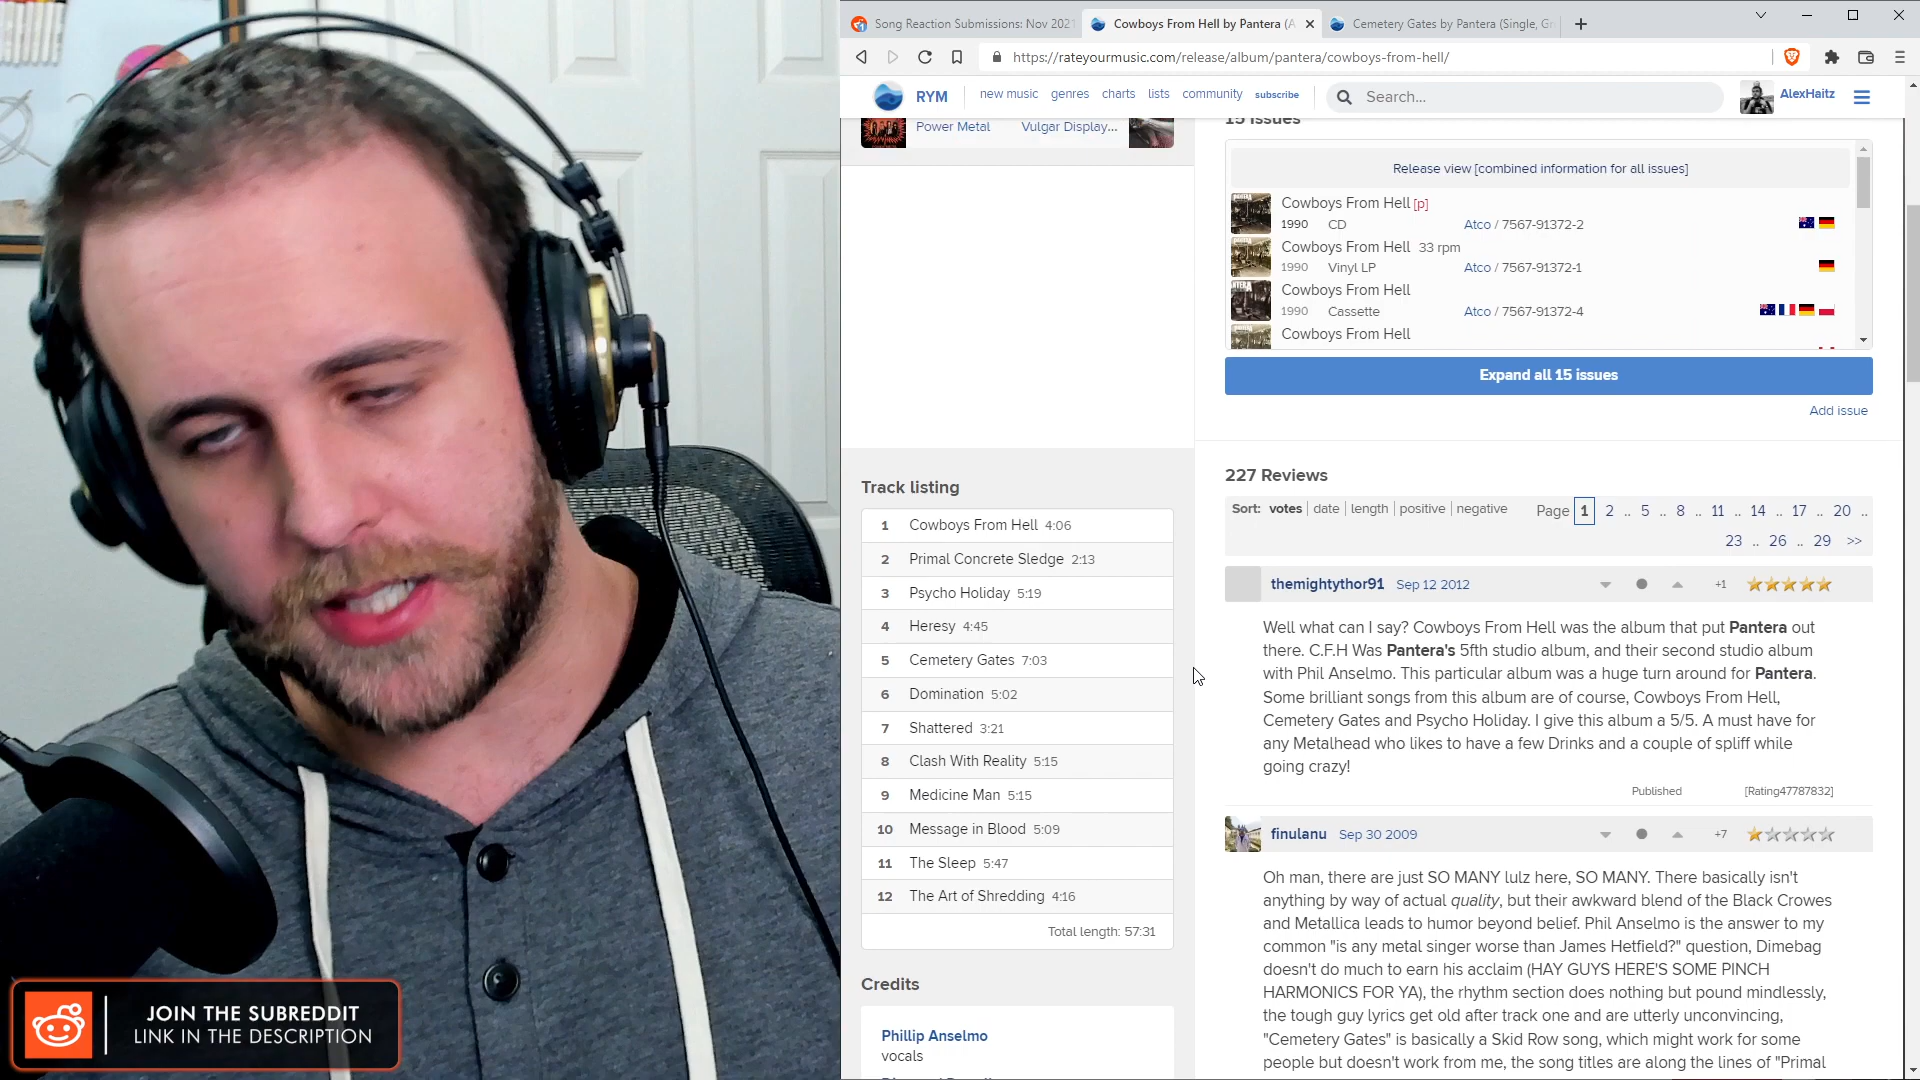 Song Reaction Submissions: Nov 2021
Cowboys From Hell by Pantera (A
Cemetery Gates by Pantera (Single, Gr
https://rateyourmusic.com/release/album/pantera/cowboys-from-hell/
RYM
new music
genres
charts
lists
community
subscribe
Search...
AlexHaitz
Power Metal
Vulgar Display...
15 Issues
Release view [combined information for all issues]
Cowboys From Hell [p]
1990 CD Atco / 7567-91372-2
Cowboys From Hell 33 rpm
1990 Vinyl LP Atco / 7567-91372-1
Cowboys From Hell
1990 Cassette Atco / 7567-91372-4
Cowboys From Hell
Expand all 15 issues
Add issue
Track listing
1 Cowboys From Hell 4:06
2 Primal Concrete Sledge 2:13
3 Psycho Holiday 5:19
4 Heresy 4:45
5 Cemetery Gates 7:03
6 Domination 5:02
7 Shattered 3:21
8 Clash With Reality 5:15
9 Medicine Man 5:15
10 Message in Blood 5:09
11 The Sleep 5:47
12 The Art of Shredding 4:16
Total length: 57:31
Credits
Phillip Anselmo
vocals
227 Reviews
Sort: votes | date | length | positive | negative
Page 1 2 .. 5 .. 8 .. 11 .. 14 .. 17 .. 20 ..
23 .. 26 .. 29 >>
themightythor91 Sep 12 2012 +1
Well what can I say? Cowboys From Hell was the album that put Pantera out
there. C.F.H Was Pantera's 5fth studio album, and their second studio album
with Phil Anselmo. This particular album was a huge turn around for Pantera.
Some brilliant songs from this album are of course, Cowboys From Hell,
Cemetery Gates and Psycho Holiday. I give this album a 5/5. A must have for
any Metalhead who likes to have a few Drinks and a couple of spliff while
going crazy!
Published [Rating47787832]
finulanu Sep 30 2009 +7
Oh man, there are just SO MANY lulz here, SO MANY. There basically isn't
anything by way of actual quality, but their awkward blend of the Black Crowes
and Metallica leads to humor beyond belief. Phil Anselmo is the answer to my
common "is any metal singer worse than James Hetfield?" question, Dimebag
doesn't do much to earn his acclaim (HAY GUYS HERE'S SOME PINCH
HARMONICS FOR YA), the rhythm section does nothing but pound mindlessly,
the tough guy lyrics get old after track one and are utterly unconvincing,
"Cemetery Gates" is basically a Skid Row song, which might work for some
people but doesn't work from me, the song titles are along the lines of "Primal
JOIN THE SUBREDDIT
LINK IN THE DESCRIPTION